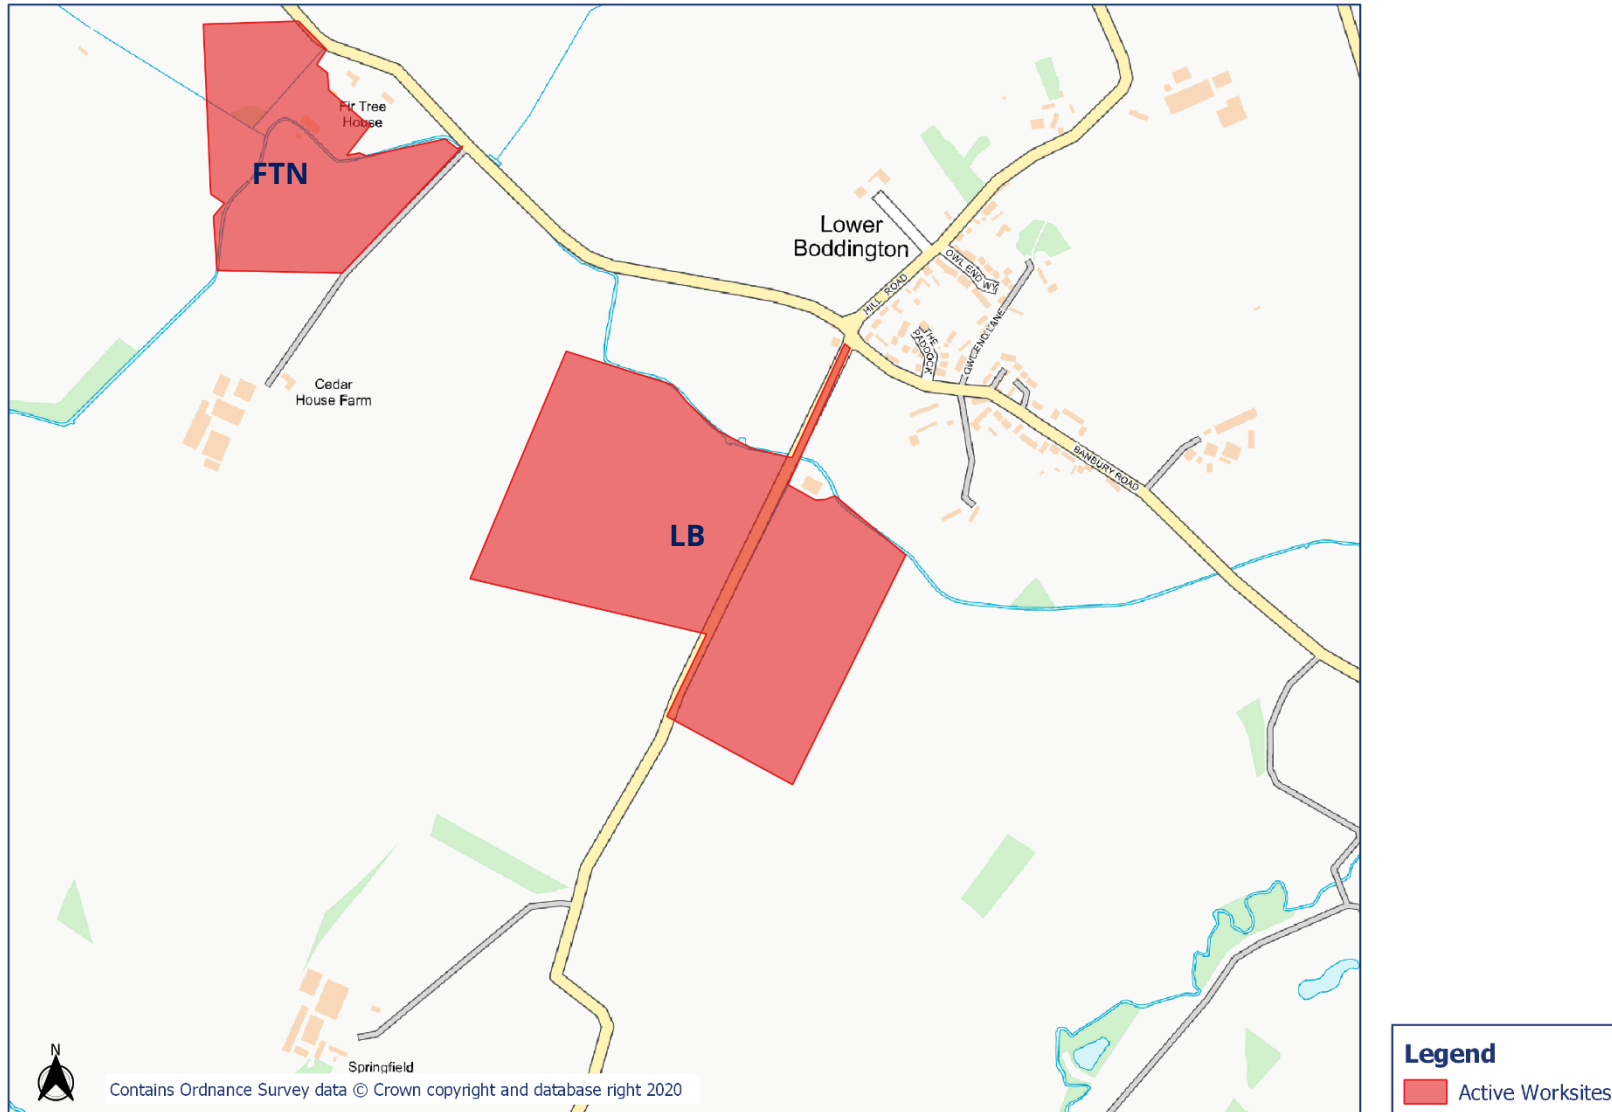 Fir Tree
House
FTN
Lower
Boddington
OWL END WY
HILL ROAD
THE
PADDOCK
OWL END LANE
Cedar
House Farm
BANBURY ROAD
LB
Springfield
N
Contains Ordnance Survey data © Crown copyright and database right 2020
Legend
Active Worksites